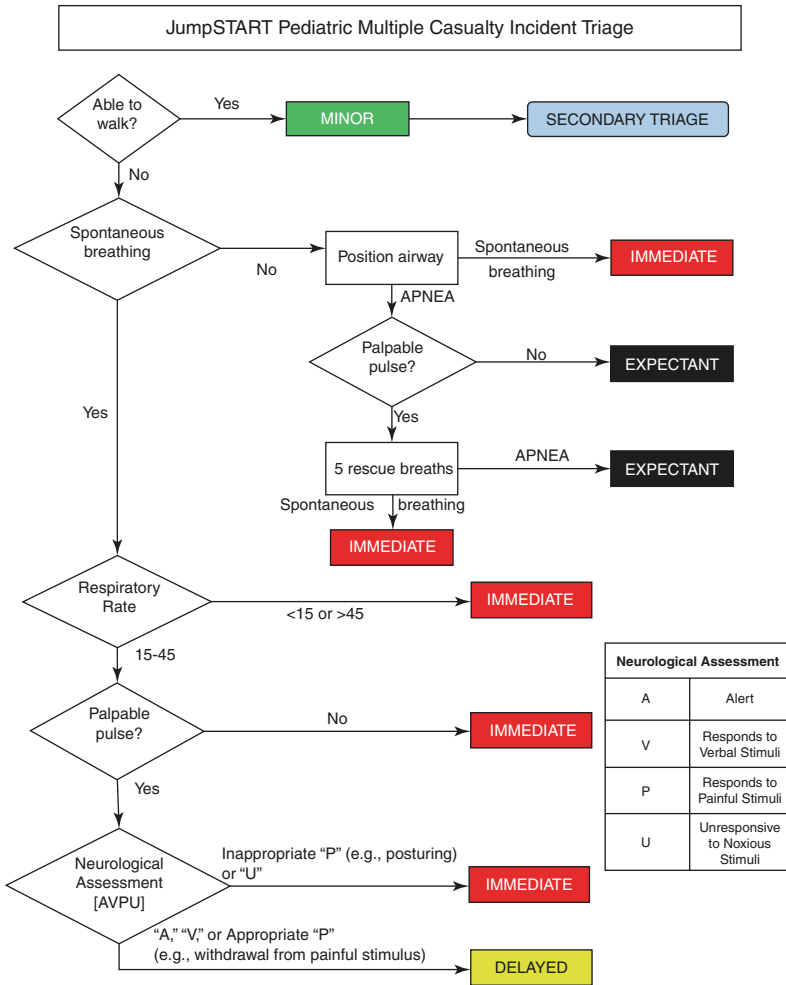 JumpSTART Pediatric Multiple Casualty Incident Triage
Able to
walk?
Yes
MINOR
SECONDARY TRIAGE
No
Spontaneous
breathing
No
Position airway
Spontaneous
breathing
IMMEDIATE
APNEA
Palpable
pulse?
No
EXPECTANT
Yes
Yes
5 rescue breaths
APNEA
EXPECTANT
Spontaneous breathing
IMMEDIATE
Respiratory
Rate
<15 or >45
IMMEDIATE
15-45
Palpable
pulse?
No
IMMEDIATE
Yes
Neurological
Assessment
[AVPU]
Inappropriate “P” (e.g., posturing)
or “U”
IMMEDIATE
“A,” “V,” or Appropriate “P”
(e.g., withdrawal from painful stimulus)
DELAYED
Neurological Assessment
A Alert
V Responds to
Verbal Stimuli
P Responds to
Painful Stimuli
U Unresponsive
to Noxious
Stimuli